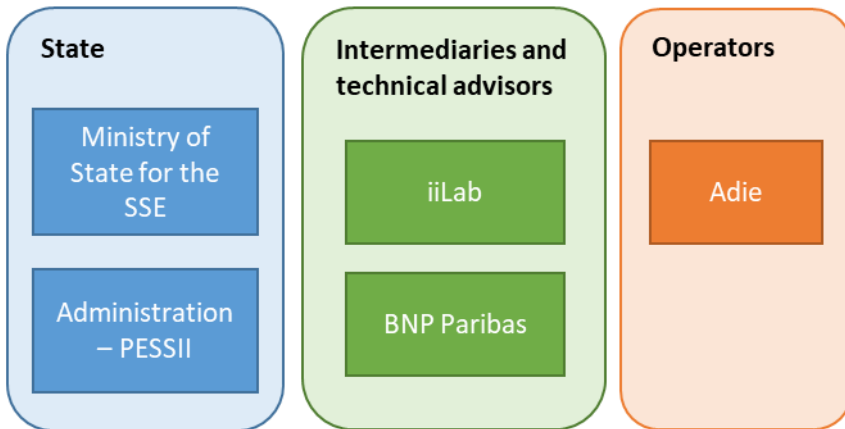 State
Ministry of
State for the
SSE
Administration
– PESSII
Intermediaries and
technical advisors
iiLab
BNP Paribas
Operators
Adie